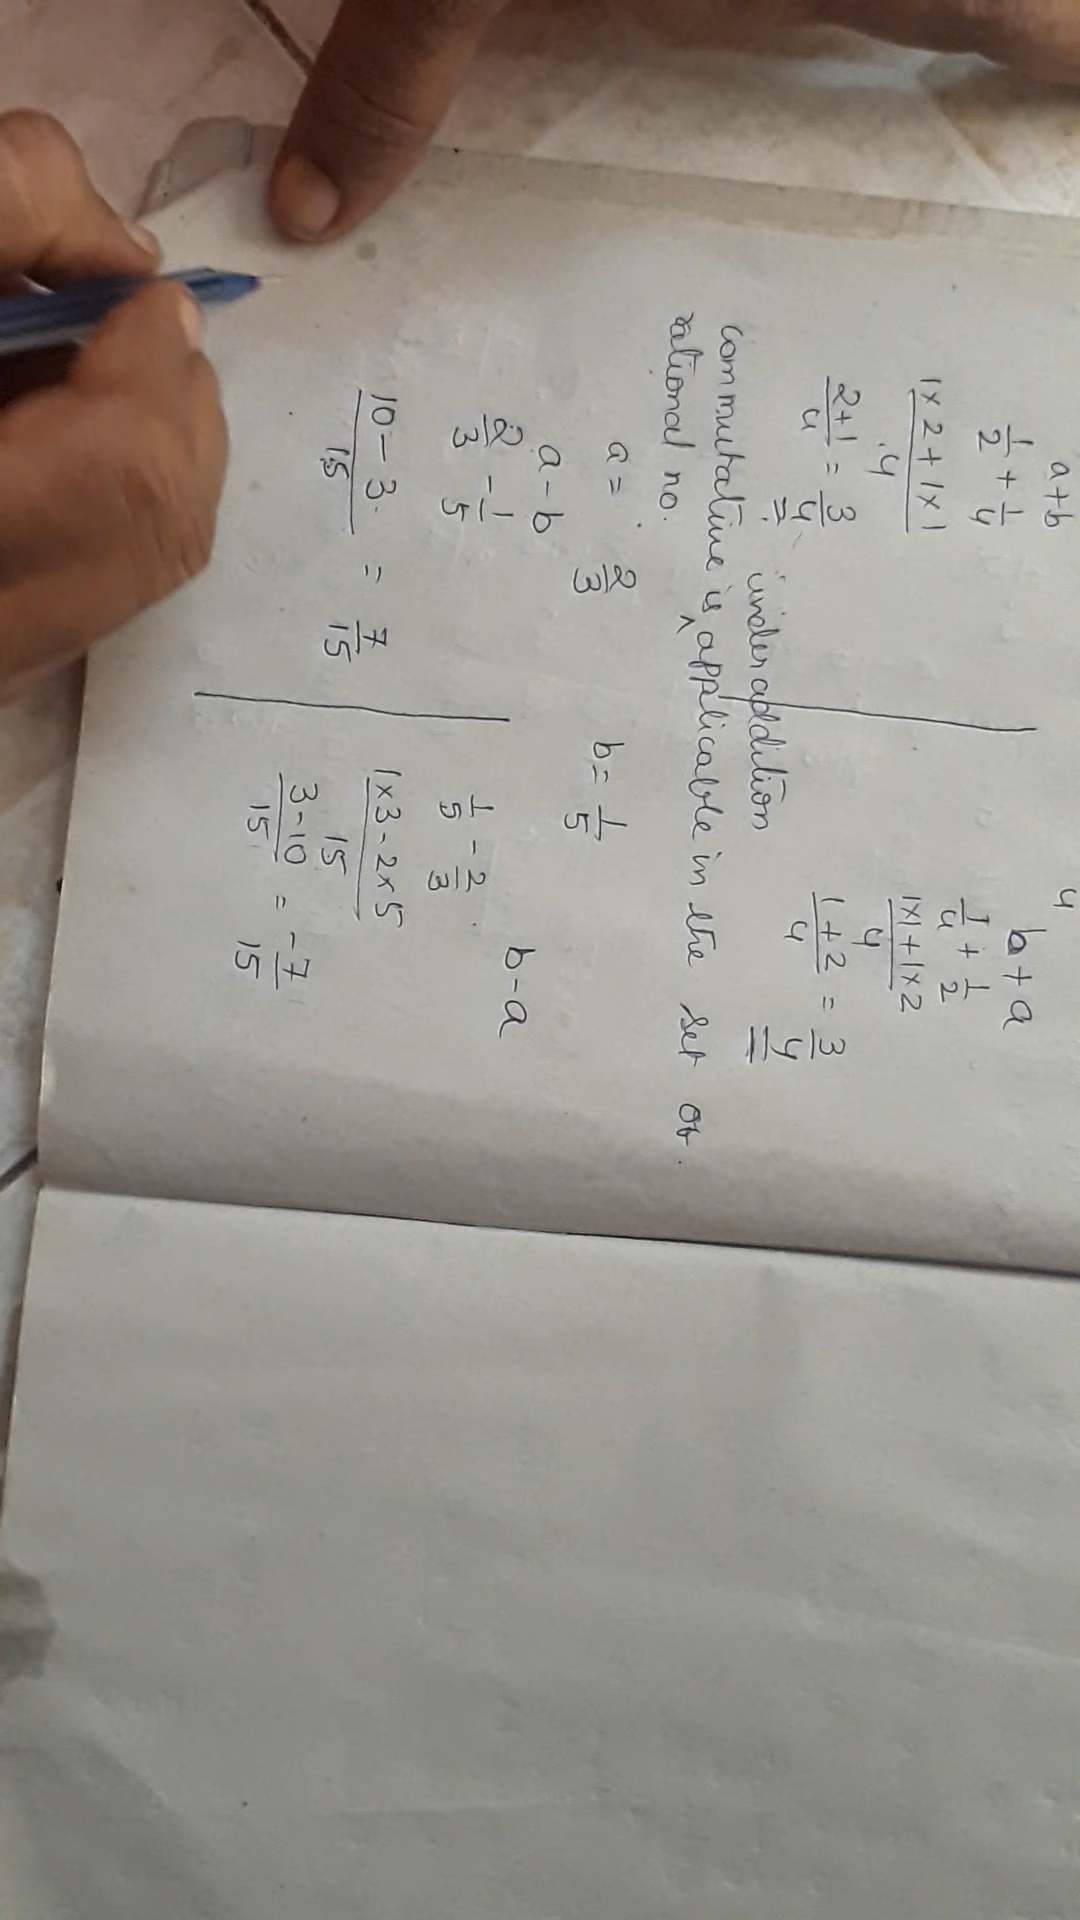 4
a+b
b+a
1/2 + 1/4
1/4 + 1/2
1×2+1×1 / 4
1×1+1×2 / 4
2+1 / 4 = 3/4
1+2 / 4 = 3/4
under addition
commutative is ^ applicable in the set of
rational no.
a = 2/3
b = 1/5
a-b
b-a
2/3 - 1/5
1/5 - 2/3
1×3-2×5 / 15
10-3 / 15 = 7/15
3-10 / 15 = -7/15